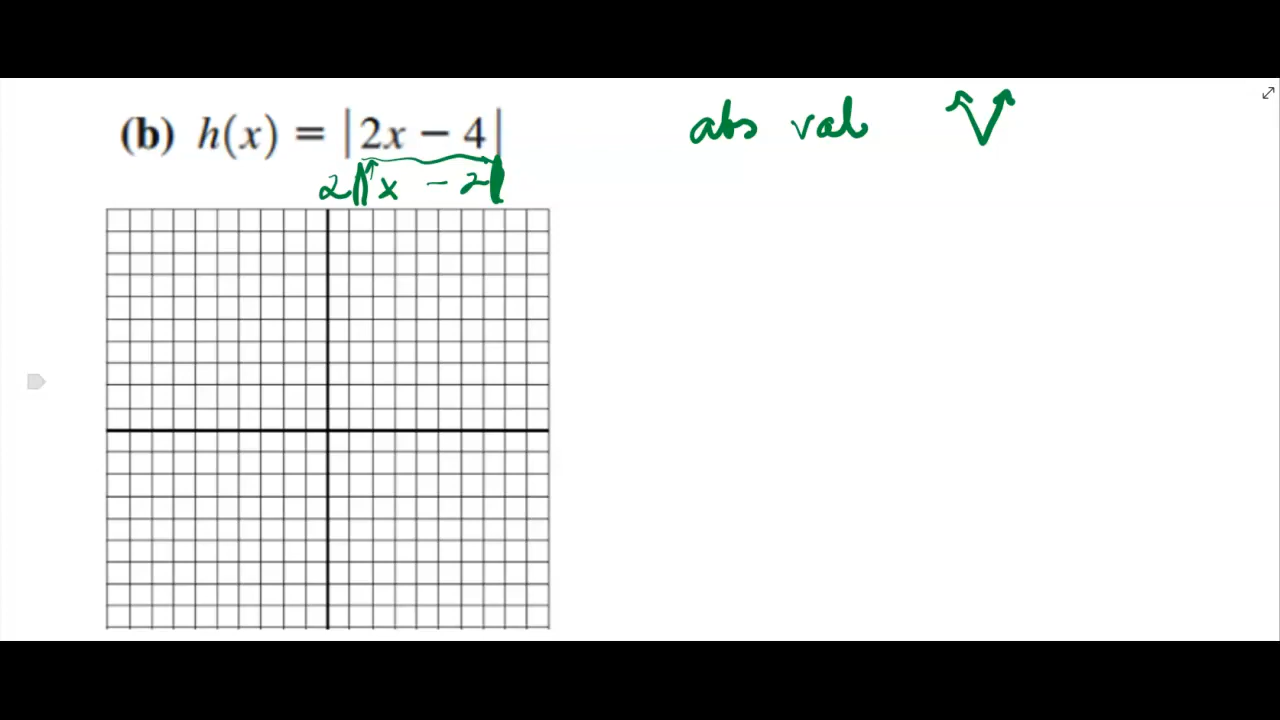 (b) h(x) = |2x − 4|
abs val
2|x - 2|